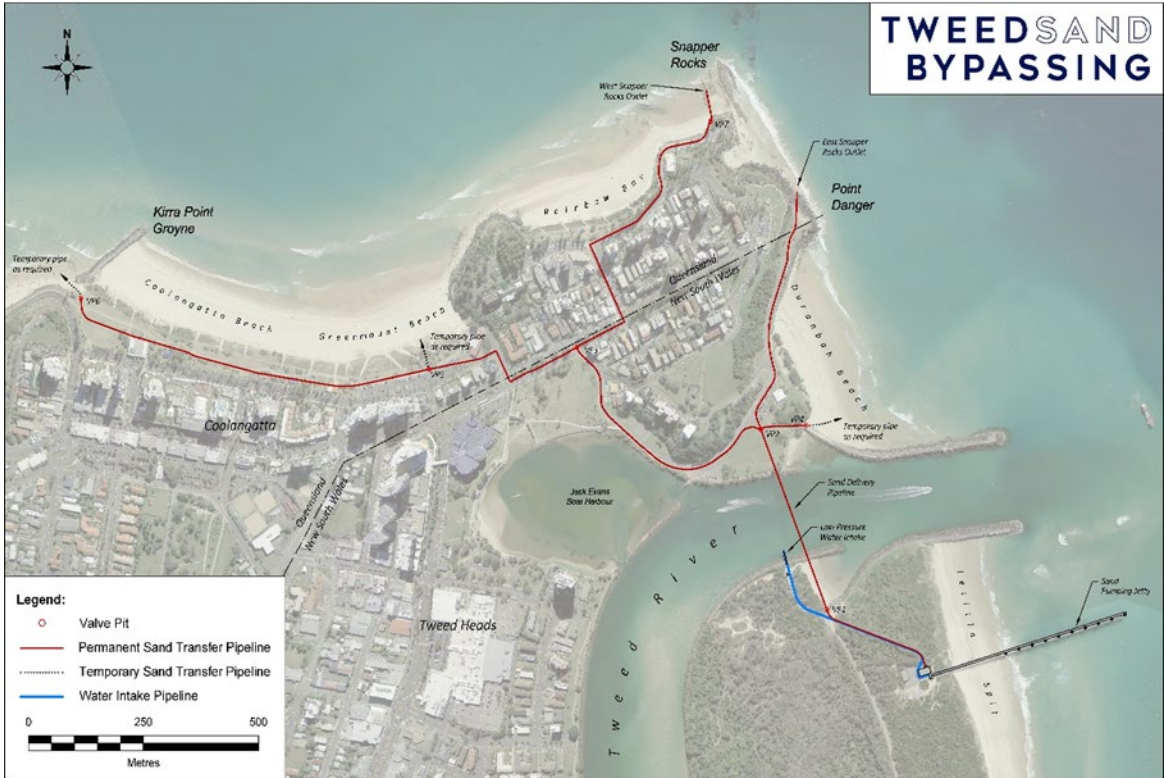 TWEED SAND
BYPASSING
N
Snapper
Rocks
West Snapper
Rocks Outlet
VP7
East Snapper
Rocks Outlet
Point
Danger
Rainbow Bay
Kirra Point
Groyne
Temporary pipe
as required
VP6
Coolangatta Beach
Greenmount Beach
Temporary pipe
as required
VP5
Queensland
New South Wales
VP3
Duranbah Beach
Coolangatta
VP2
VP4
Temporary pipe
as required
Queensland
New South Wales
Jack Evans
Boat Harbour
Sand Delivery
Pipeline
Low Pressure
Water Intake
Tweed River
VP1
Letitia Spit
Sand
Pumping Jetty
Tweed Heads
Legend:
Valve Pit
Permanent Sand Transfer Pipeline
Temporary Sand Transfer Pipeline
Water Intake Pipeline
0 250 500
Metres